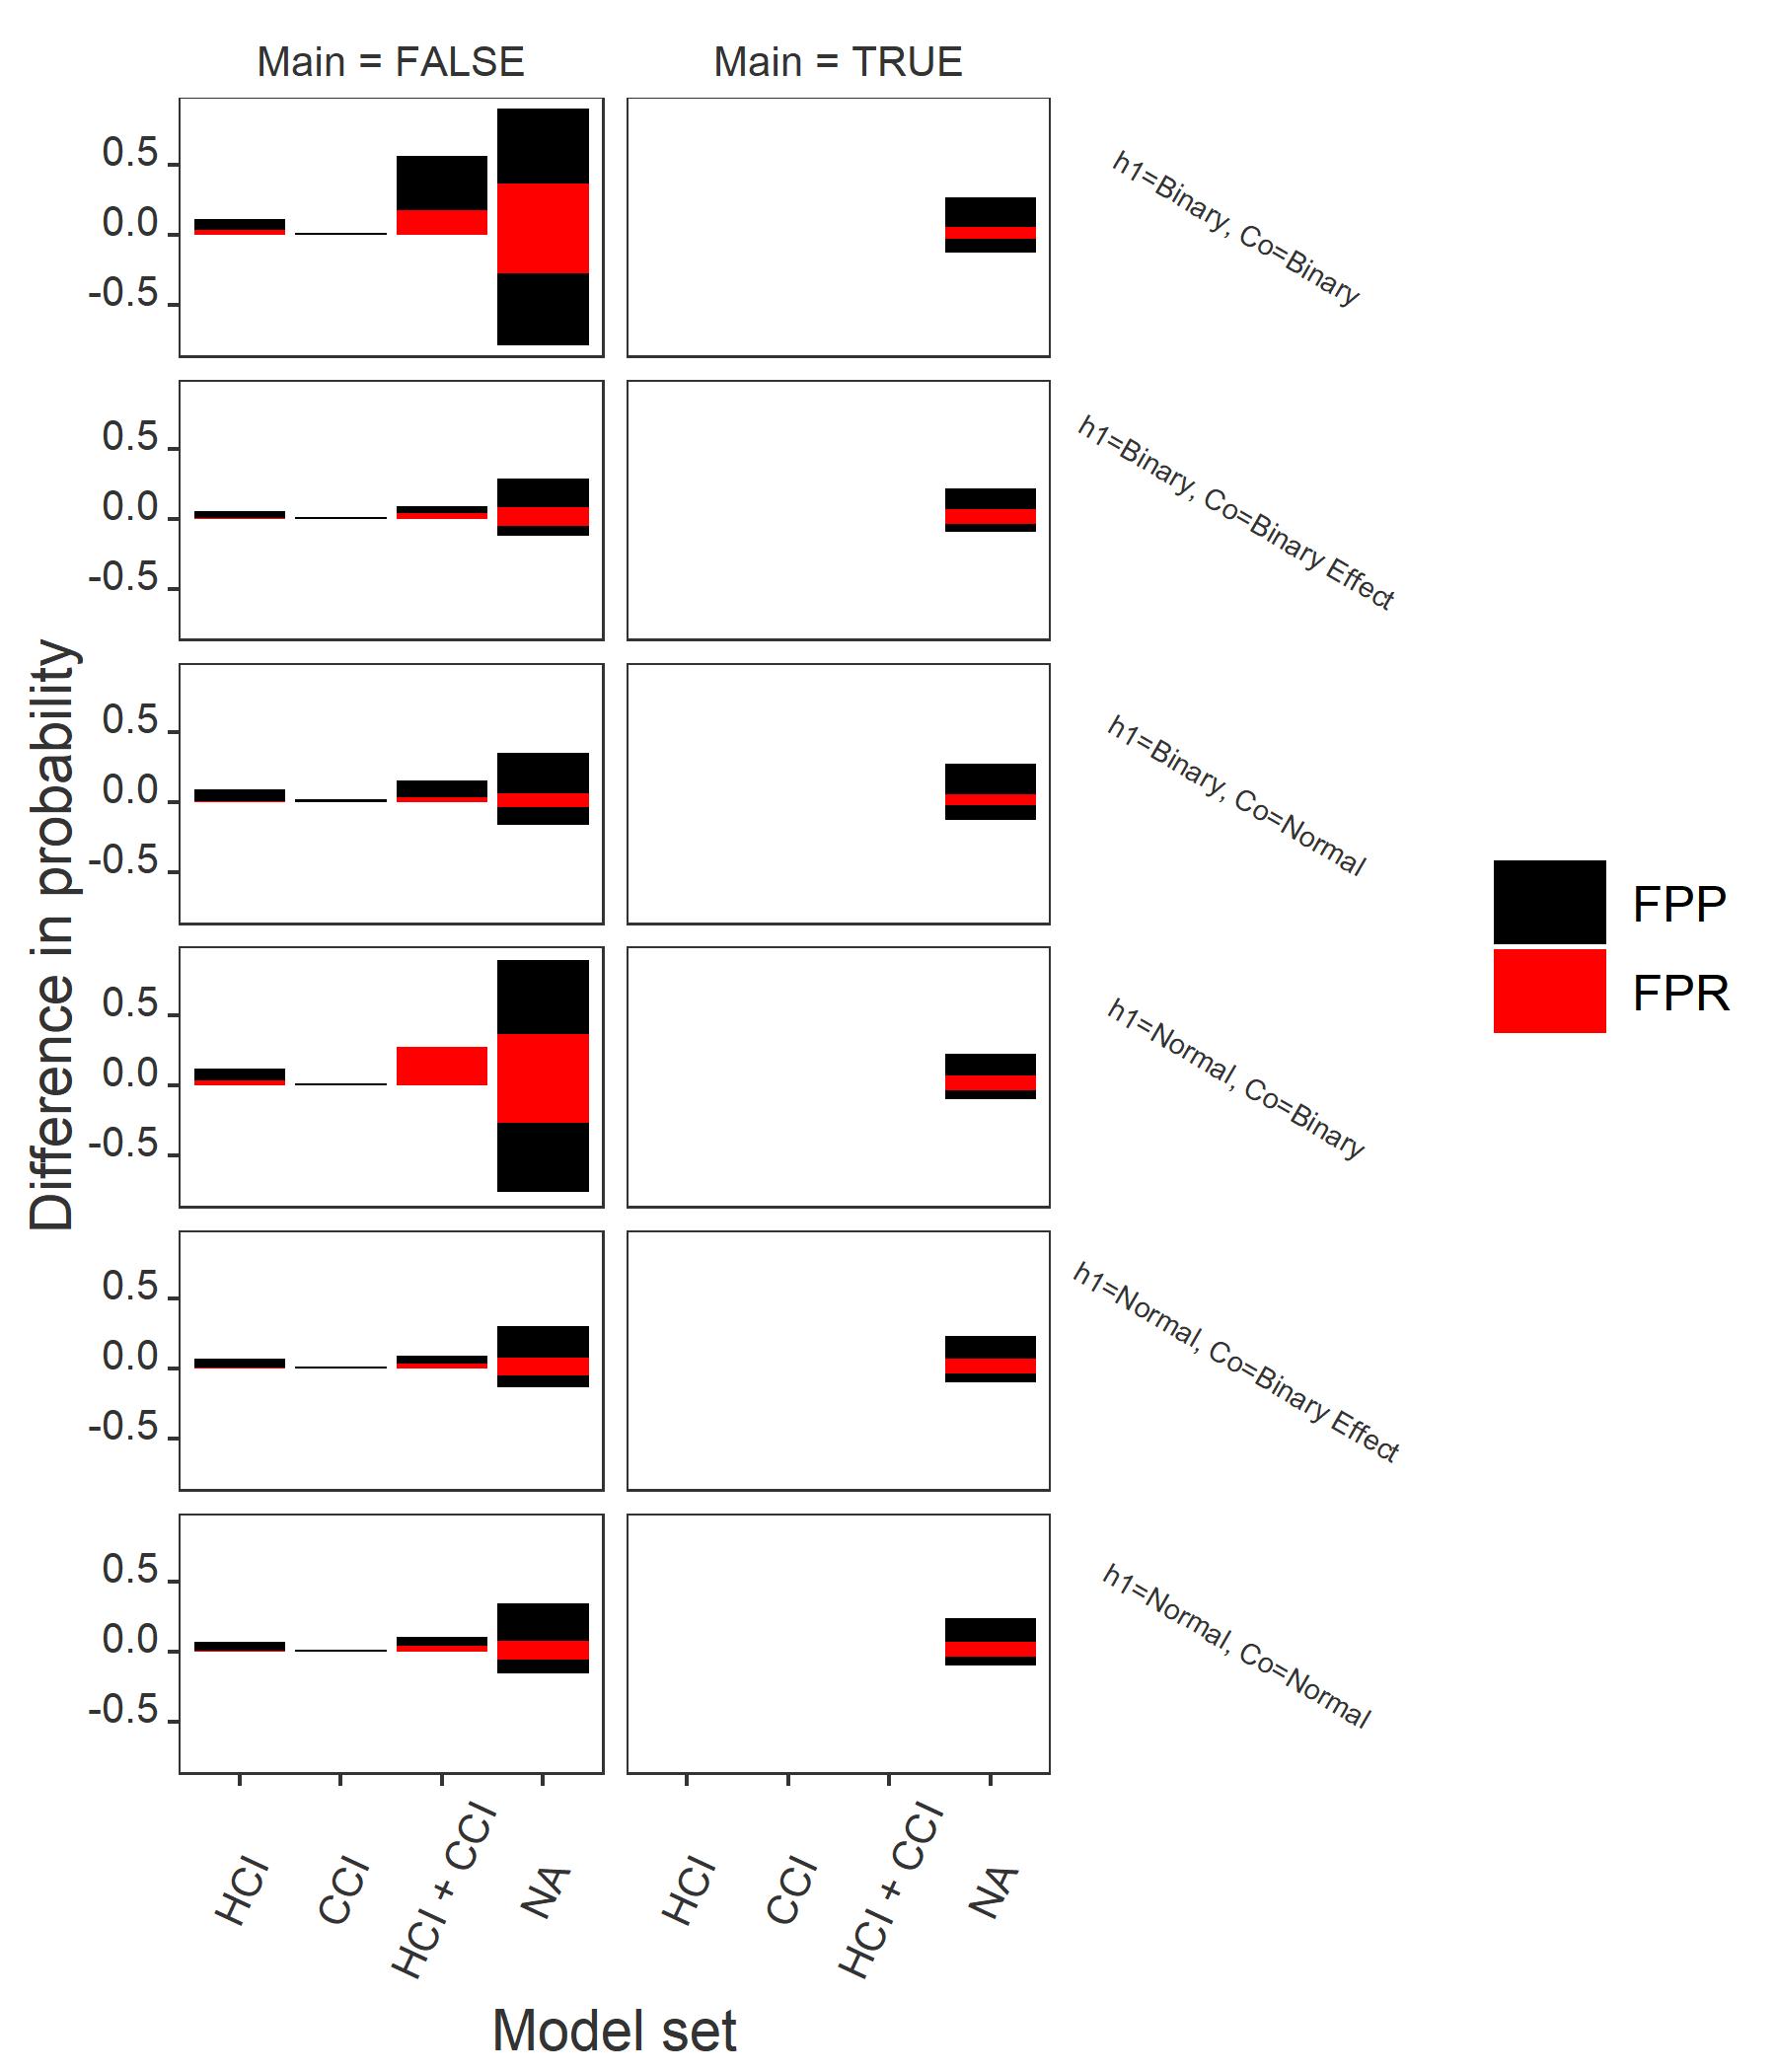 Main = FALSE
Main = TRUE
0.5
0.0
-0.5
h1=Binary, Co=Binary
0.5
0.0
-0.5
h1=Binary, Co=Binary Effect
0.5
0.0
-0.5
h1=Binary, Co=Normal
0.5
0.0
-0.5
h1=Normal, Co=Binary
0.5
0.0
-0.5
h1=Normal, Co=Binary Effect
0.5
0.0
-0.5
h1=Normal, Co=Normal
Difference in probability
FPP
FPR
HCI
CCI
HCI + CCI
NA
HCI
CCI
HCI + CCI
NA
Model set